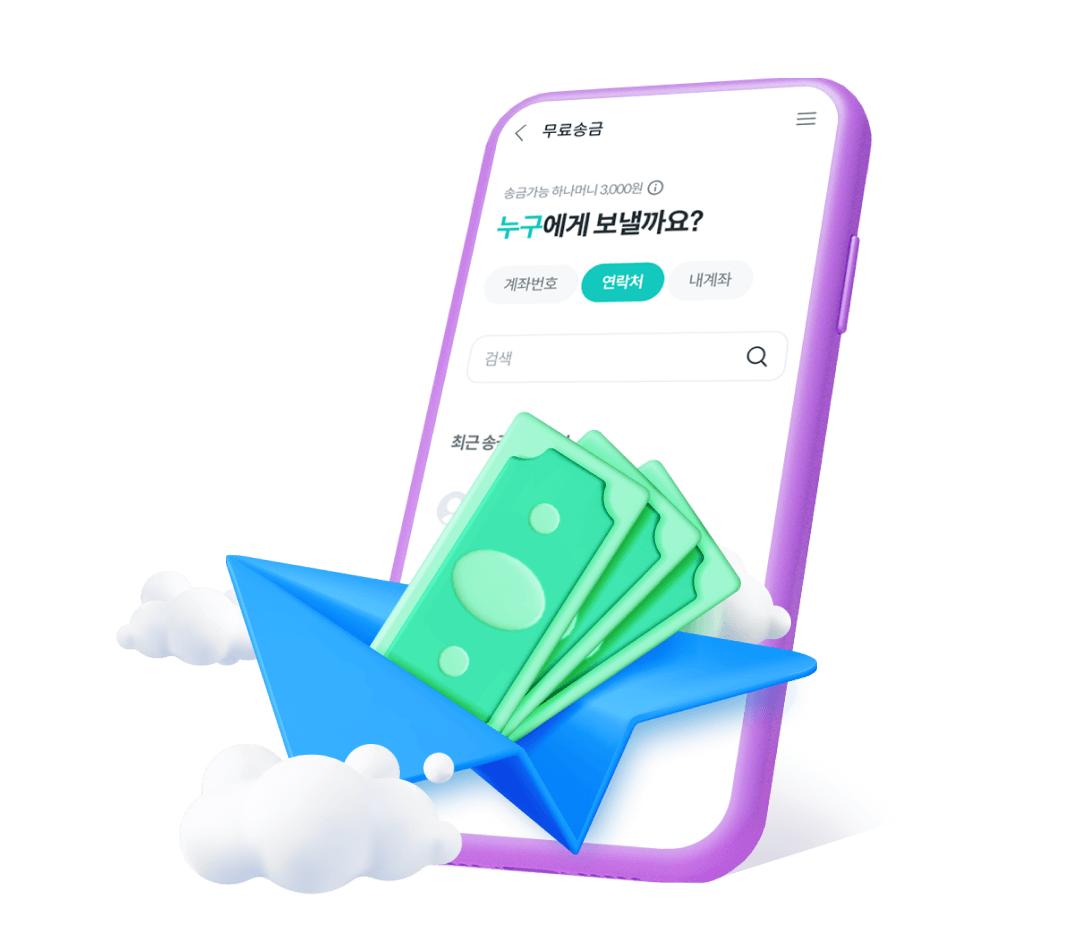 무료송금
송금가능 하나머니 3,000원
누구에게 보낼까요?
계좌번호 연락처 내계좌
검색
최근